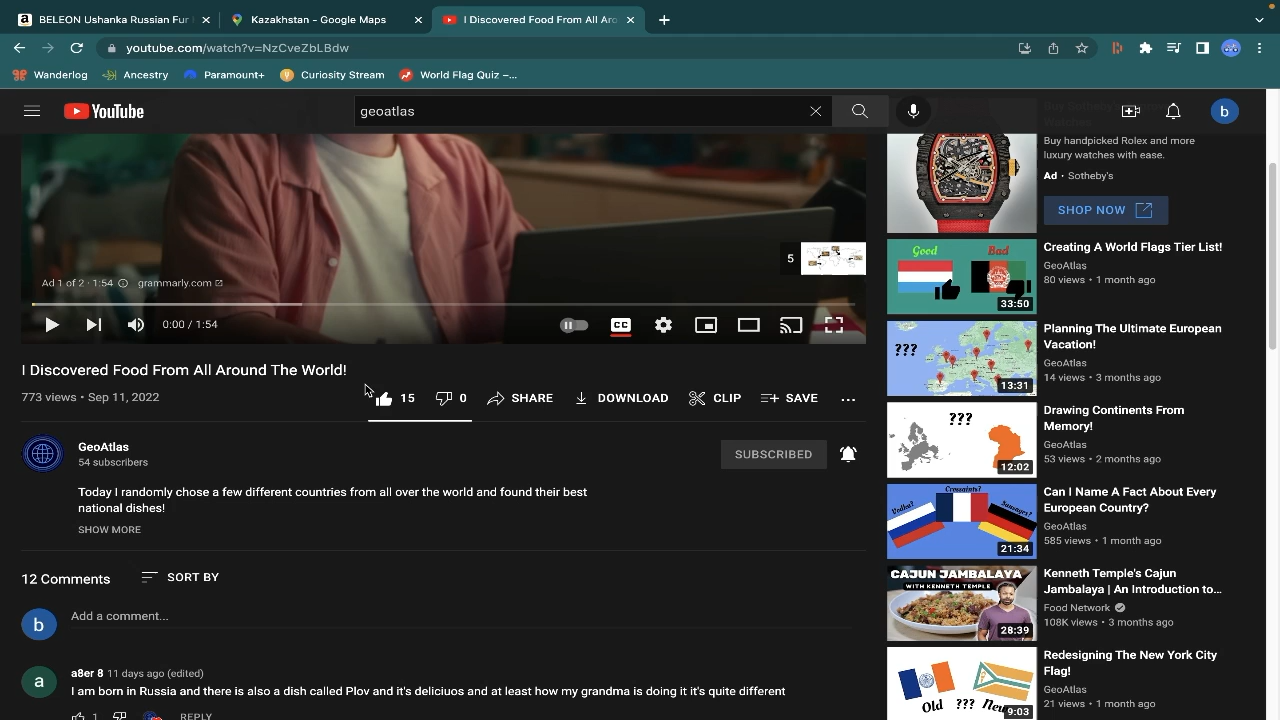 BELEON Ushanka Russian Fur
Kazakhstan - Google Maps
I Discovered Food From All Aro
youtube.com/watch?v=NzCveZbLBdw
Wanderlog
Ancestry
Paramount+
Curiosity Stream
World Flag Quiz –...
YouTube
geoatlas
b
Buy handpicked Rolex and more
luxury watches with ease.
Ad • Sotheby's
SHOP NOW
5
Ad 1 of 2 · 1:54
grammarly.com
CC
0:00 / 1:54
I Discovered Food From All Around The World!
773 views • Sep 11, 2022
15
0
SHARE
DOWNLOAD
CLIP
SAVE
GeoAtlas
54 subscribers
SUBSCRIBED
Today I randomly chose a few different countries from all over the world and found their best
national dishes!
SHOW MORE
12 Comments
SORT BY
b
Add a comment...
a
a8er 8 11 days ago (edited)
I am born in Russia and there is also a dish called Plov and it's deliciuos and at least how my grandma is doing it it's quite different
1
REPLY
Good Bad
33:50
Creating A World Flags Tier List!
GeoAtlas
80 views • 1 month ago
???
13:31
Planning The Ultimate European
Vacation!
GeoAtlas
14 views • 3 months ago
???
12:02
Drawing Continents From
Memory!
GeoAtlas
53 views • 2 months ago
Vodka? Croissants? Sausages?
21:34
Can I Name A Fact About Every
European Country?
GeoAtlas
585 views • 1 month ago
CAJUN JAMBALAYA
WITH KENNETH TEMPLE
28:39
Kenneth Temple's Cajun
Jambalaya | An Introduction to...
Food Network
108K views • 3 months ago
Old ??? New
9:03
Redesigning The New York City
Flag!
GeoAtlas
21 views • 1 month ago